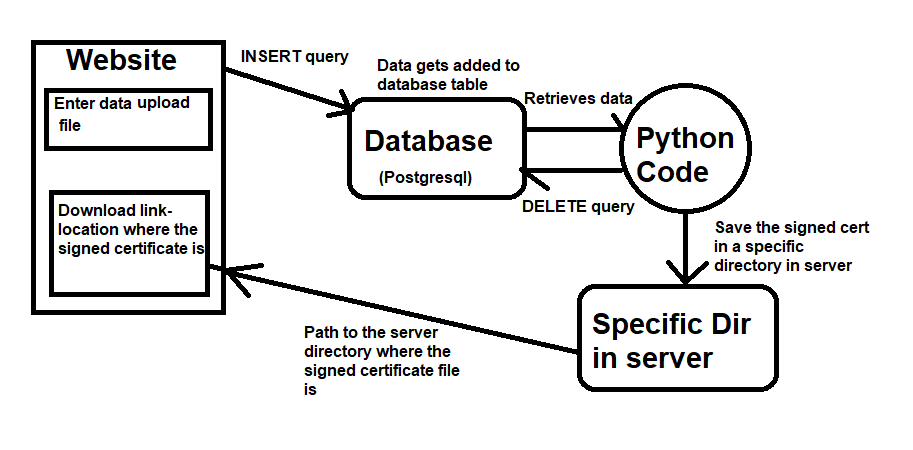 Website
Enter data upload
file
Download link-
location where the
signed certificate is
INSERT query
Data gets added to
database table
Database
(Postgresql)
Retrieves data
DELETE query
Python
Code
Save the signed cert
in a specific
directory in server
Specific Dir
in server
Path to the server
directory where the
signed certificate file
is